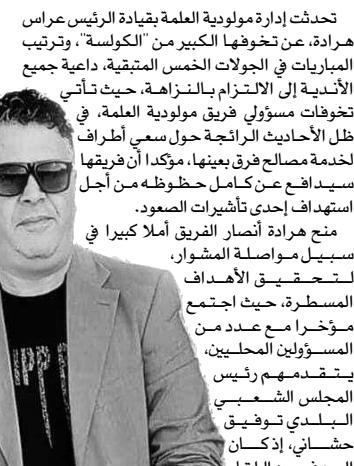 تحدثت إدارة مولودية العلمة بقيادة الرئيس عراس
هرادة، عن تخوفها الكبير من "الكولسة"، وترتيب
المباريات في الجولات الخمس المتبقية، داعية جميع
الأندية إلى الالتزام بالنزاهة، حيث تأتي
تخوفات مسؤولي فريق مولودية العلمة، في
ظل الأحاديث الرائجة حول سعي أطراف
لخدمة مصالح فرق بعينها، مؤكدا أن فريقها
سيدافع عن كامل حظوظه من أجل
استهداف إحدى تأشيرات الصعود.
منح هرادة أنصار الفريق أملا كبيرا في
سبيل مواصلة المشوار،
لتحقيق الأهداف
المسطرة، حيث اجتمع
مؤخرا مع عدد من
المسؤولين المحليين،
يتقدمهم رئيس
المجلس الشعبي
البلدي توفيق
حشاني، إذ كان